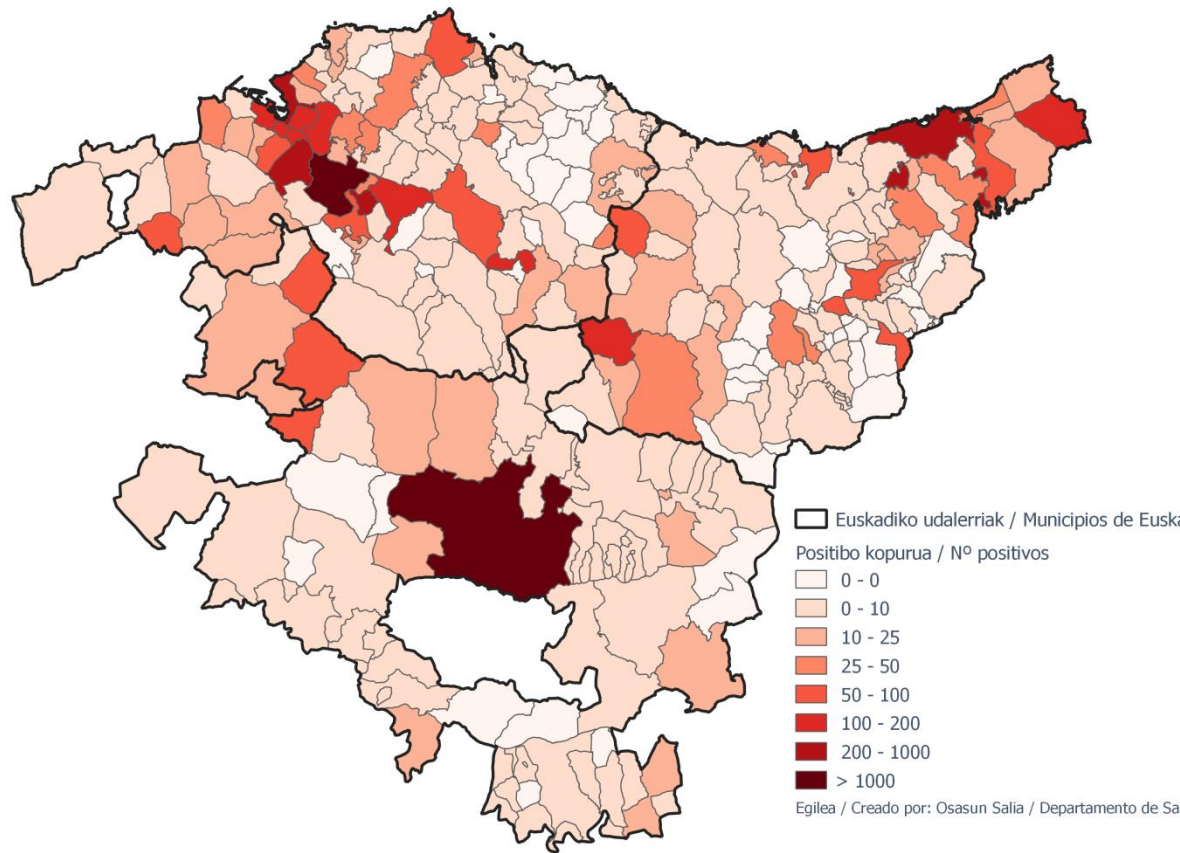 Euskadiko udalerriak / Municipios de Euska
Positibo kopurua / Nº positivos
0 - 0
0 - 10
10 - 25
25 - 50
50 - 100
100 - 200
200 - 1000
> 1000
Egilea / Creado por: Osasun Salia / Departamento de Sa